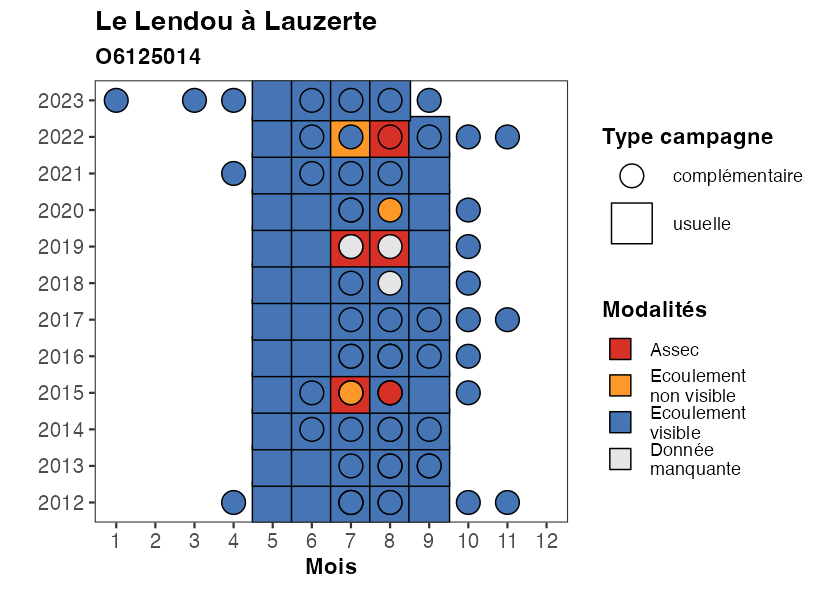 Le Lendou à Lauzerte
O6125014
2023
2022
2021
2020
2019
2018
2017
2016
2015
2014
2013
2012
1 2 3 4 5 6 7 8 9 10 11 12
Mois
Type campagne
complémentaire
usuelle
Modalités
Assec
Ecoulement
non visible
Ecoulement
visible
Donnée
manquante